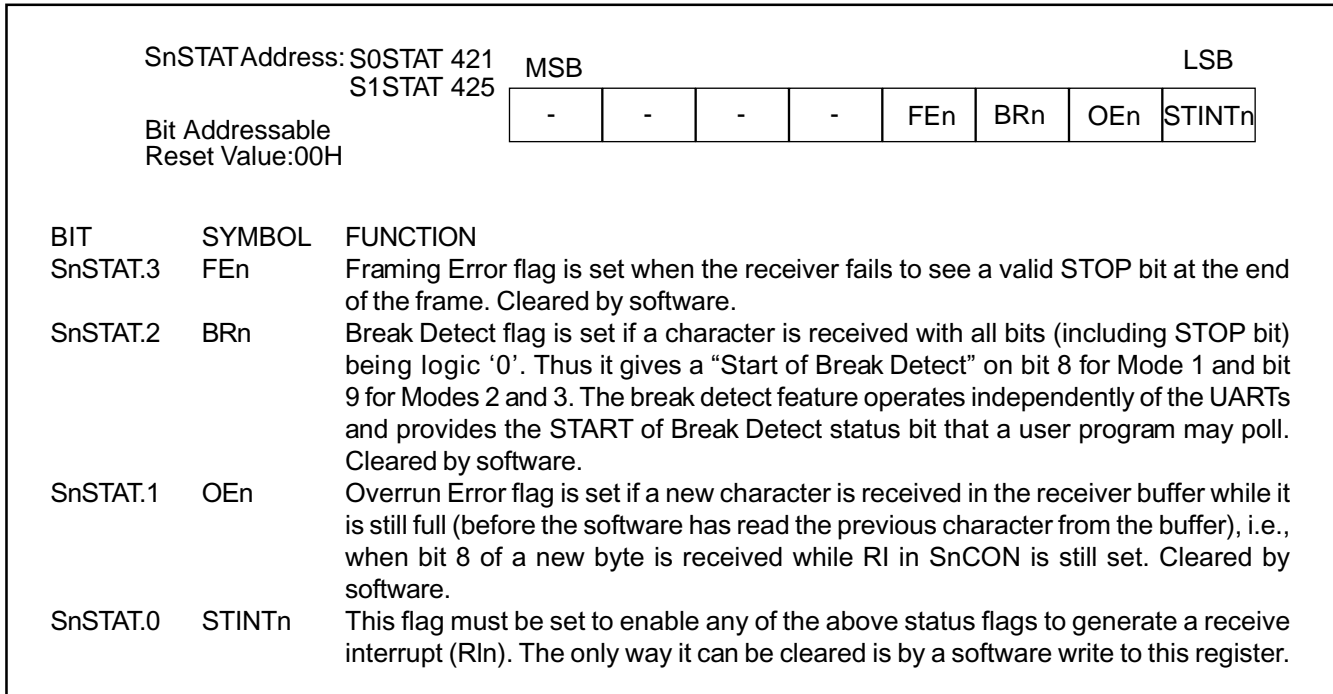 SnSTAT Address: S0STAT 421
S1STAT 425
MSB LSB
- - - - FEn BRn OEn STINTn
Bit Addressable
Reset Value:00H
BIT SYMBOL FUNCTION
SnSTAT.3 FEn Framing Error flag is set when the receiver fails to see a valid STOP bit at the end
of the frame. Cleared by software.
SnSTAT.2 BRn Break Detect flag is set if a character is received with all bits (including STOP bit)
being logic ‘0’. Thus it gives a “Start of Break Detect” on bit 8 for Mode 1 and bit
9 for Modes 2 and 3. The break detect feature operates independently of the UARTs
and provides the START of Break Detect status bit that a user program may poll.
Cleared by software.
SnSTAT.1 OEn Overrun Error flag is set if a new character is received in the receiver buffer while it
is still full (before the software has read the previous character from the buffer), i.e.,
when bit 8 of a new byte is received while RI in SnCON is still set. Cleared by
software.
SnSTAT.0 STINTn This flag must be set to enable any of the above status flags to generate a receive
interrupt (RIn). The only way it can be cleared is by a software write to this register.